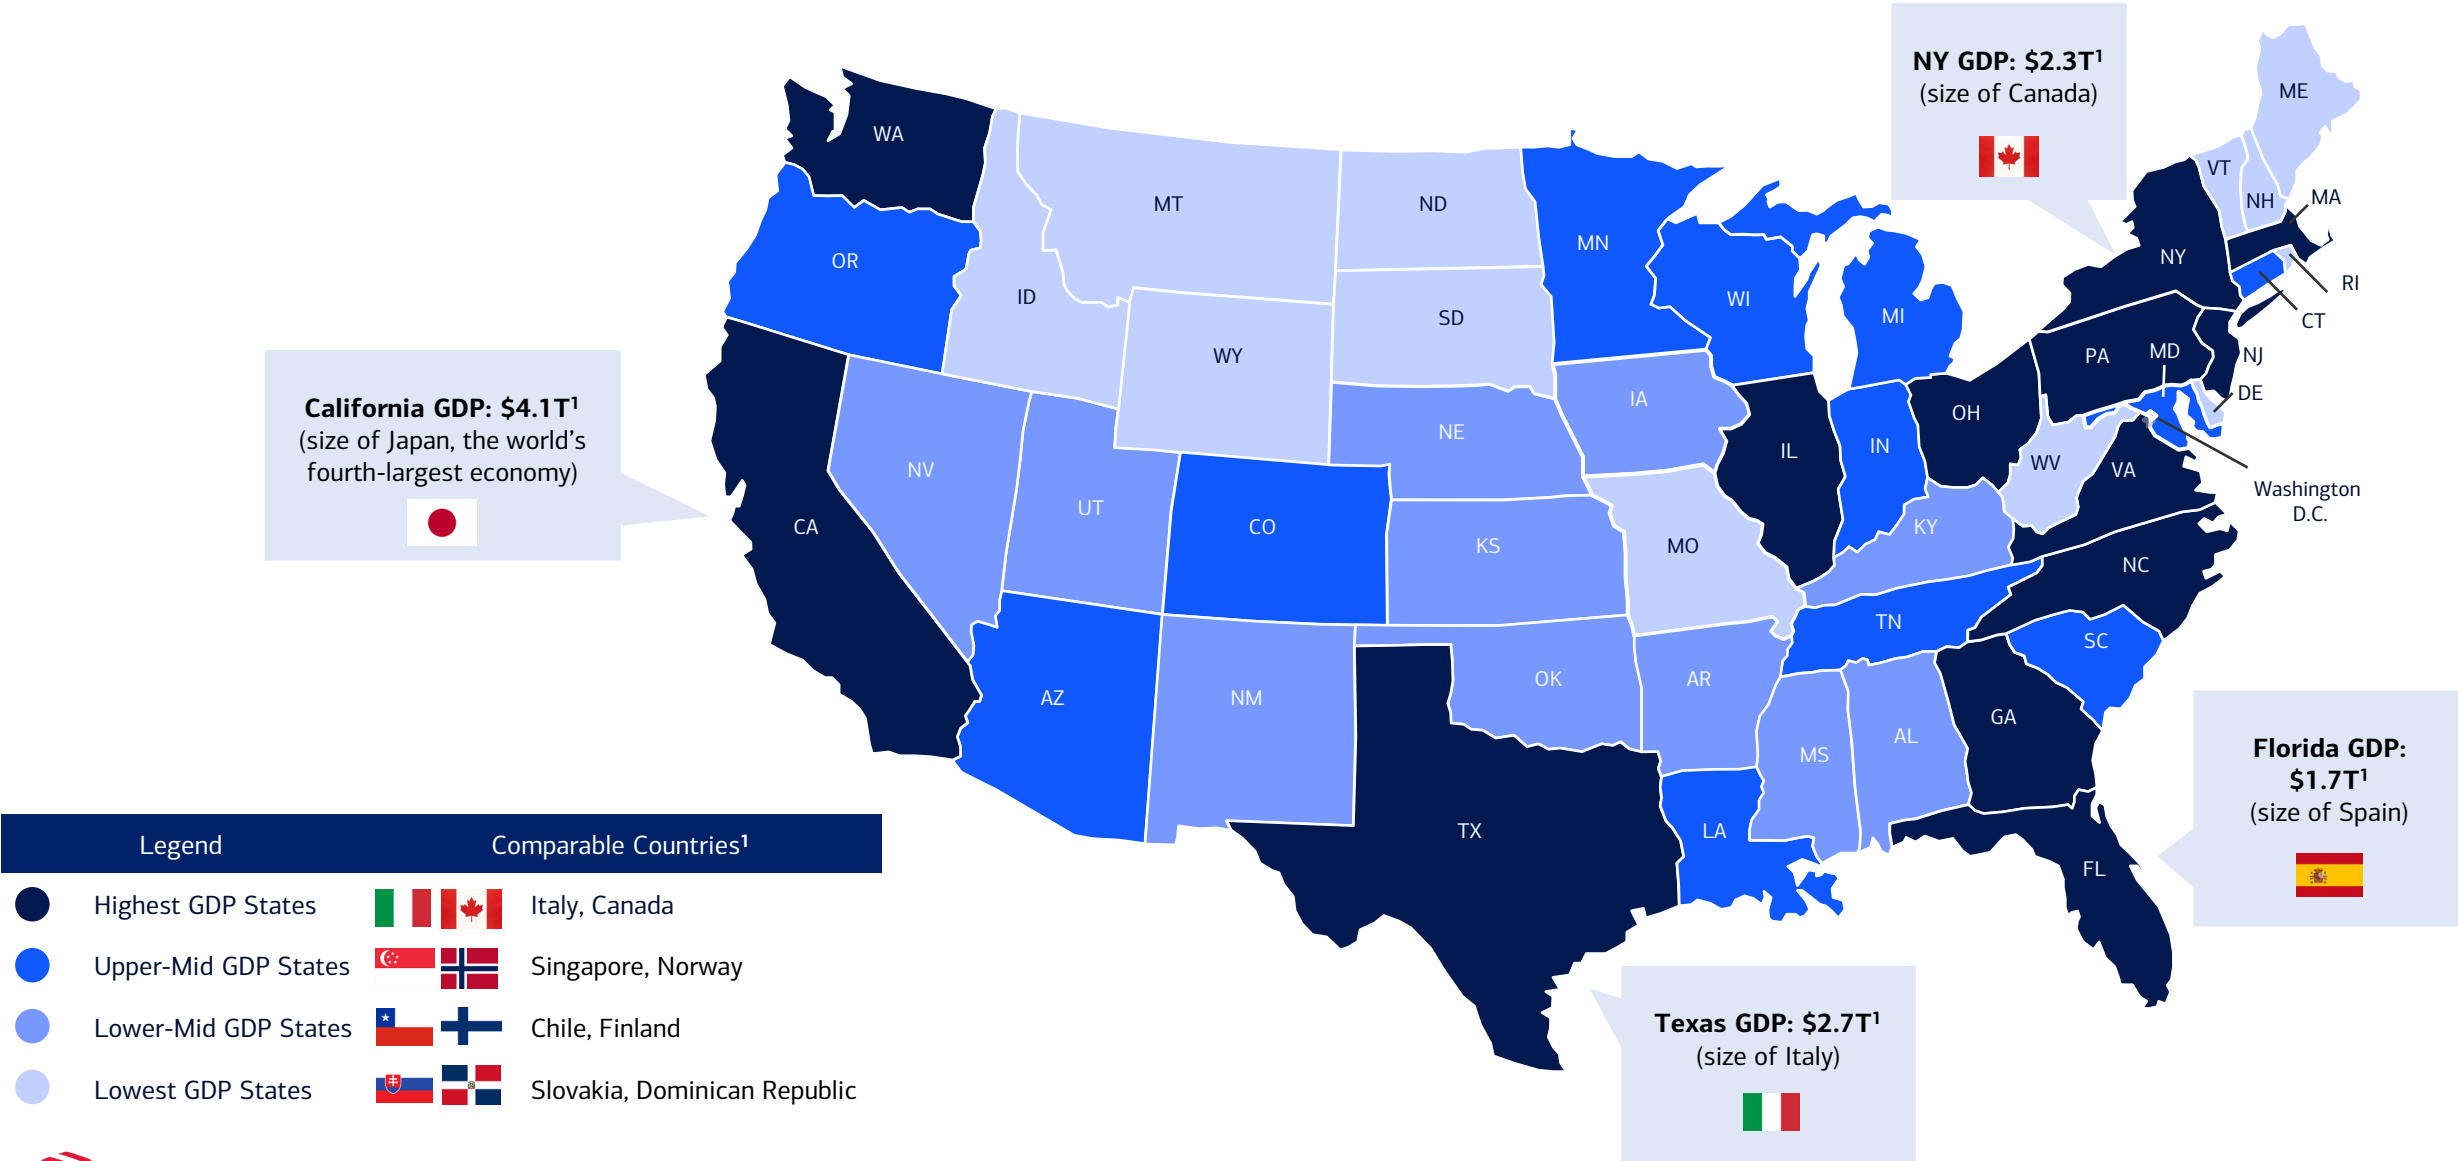 NY GDP: $2.3T¹
(size of Canada)
ME
WA
VT
NH
MA
MT
ND
MN
OR
NY
ID
WI
RI
SD
MI
CT
WY
PA
MD
NJ
DE
California GDP: $4.1T¹
(size of Japan, the world’s
fourth-largest economy)
IA
OH
NE
IL
IN
WV
VA
NV
UT
CO
CA
KS
MO
KY
Washington
D.C.
NC
TN
SC
AZ
NM
OK
AR
GA
MS
AL
Florida GDP:
$1.7T¹
(size of Spain)
TX
LA
FL
Legend
Comparable Countries¹
Highest GDP States
Italy, Canada
Upper-Mid GDP States
Singapore, Norway
Lower-Mid GDP States
Chile, Finland
Lowest GDP States
Slovakia, Dominican Republic
Texas GDP: $2.7T¹
(size of Italy)